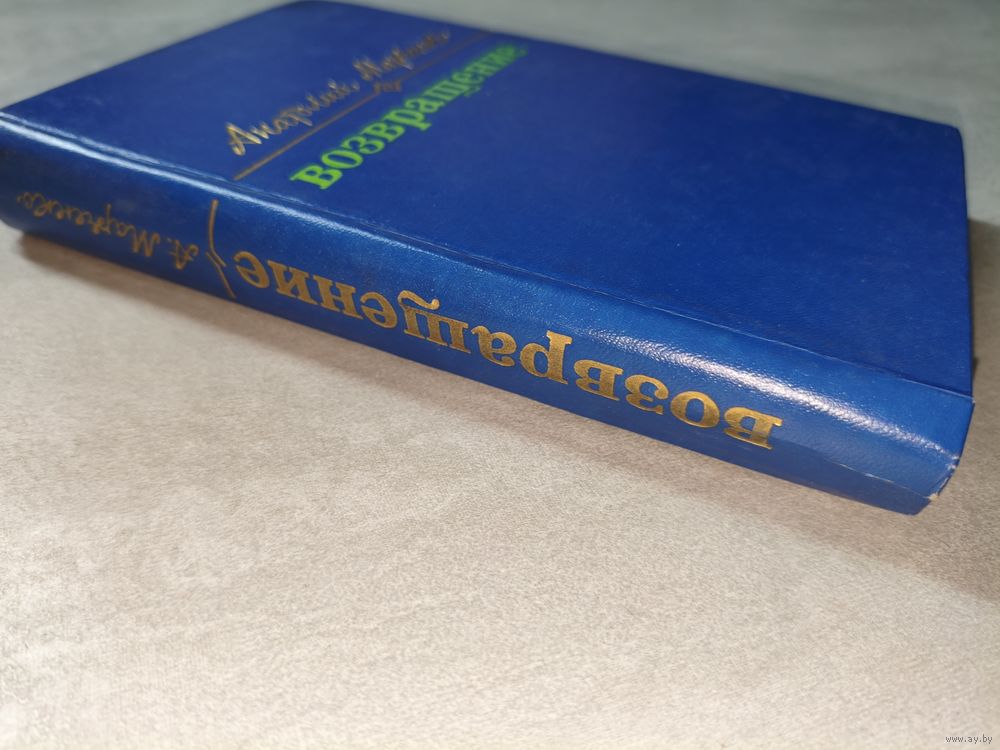 Анатолий Марченко
возвращение
А. Марченко
возвращение
www.ay.by